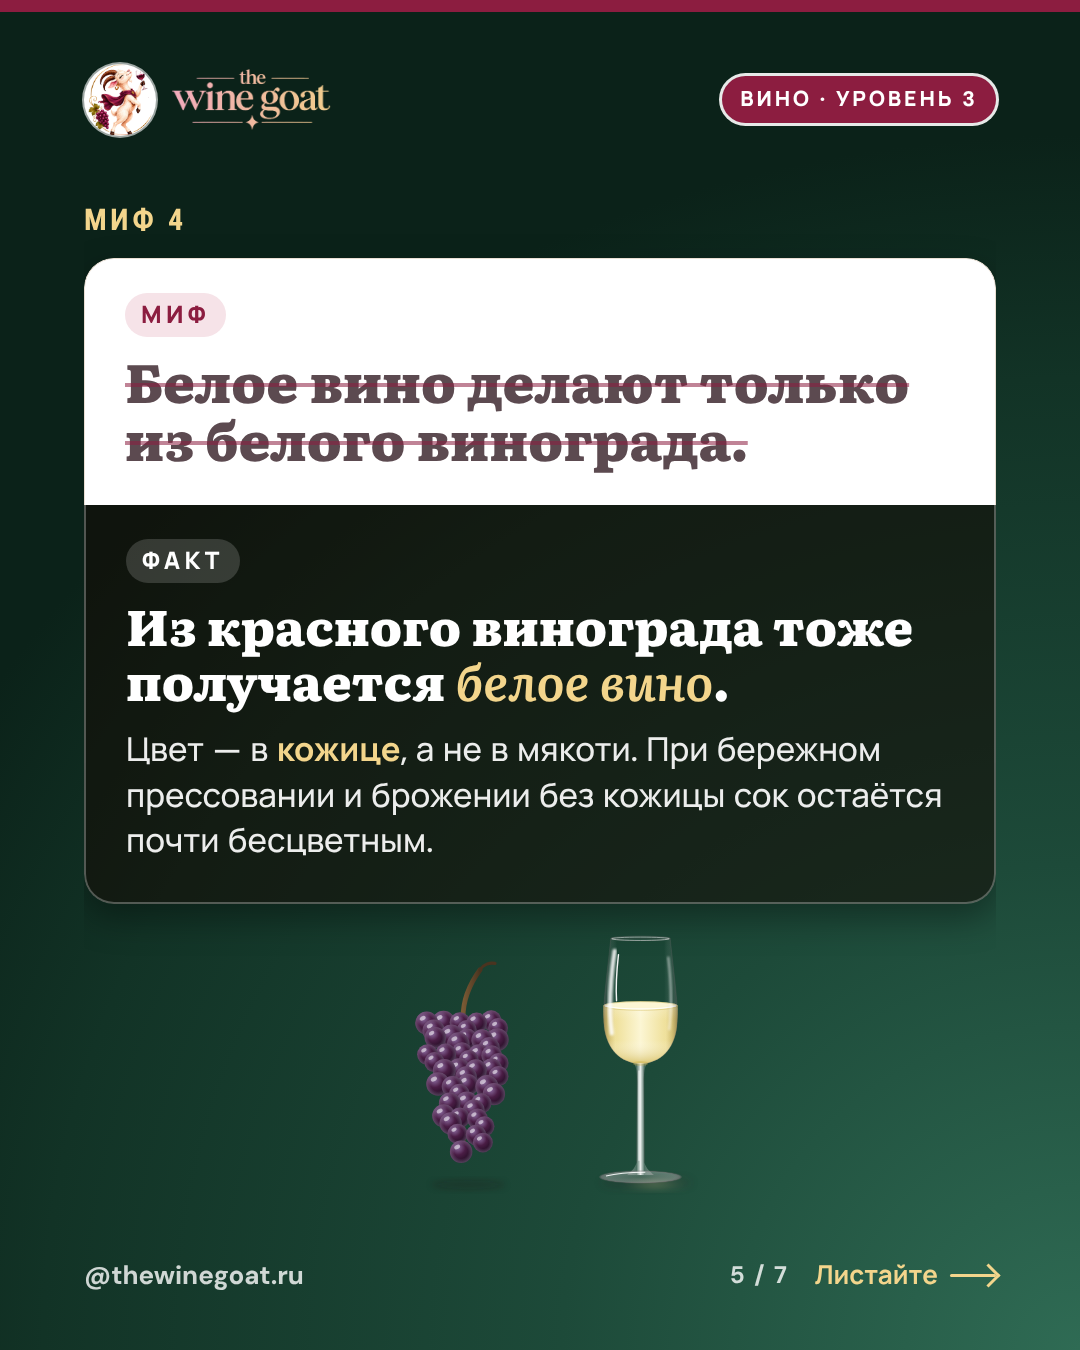 the
wine goat
ВИНО · УРОВЕНЬ 3
МИФ 4
МИФ
Белое вино делают только
из белого винограда.
ФАКТ
Из красного винограда тоже
получается белое вино.
Цвет — в кожице, а не в мякоти. При бережном
прессовании и брожении без кожицы сок остаётся
почти бесцветным.
@thewinegoat.ru
5 / 7 Листайте